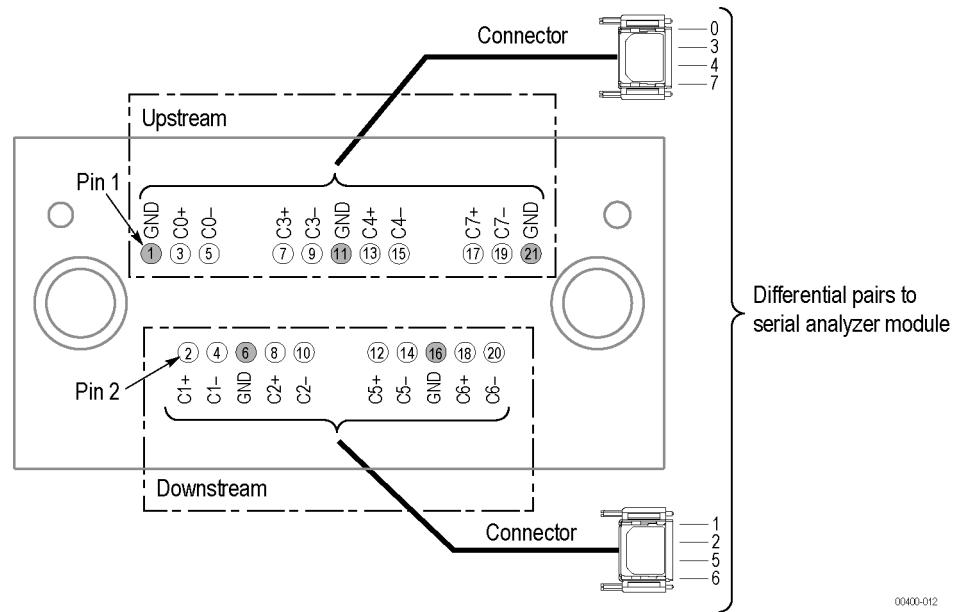 Connector
0
3
4
7
Upstream
Pin 1
GND C0+ C0– C3+ C3– GND C4+ C4– C7+ C7– GND
1 3 5 7 9 11 13 15 17 19 21
Differential pairs to
serial analyzer module
2 4 6 8 10 12 14 16 18 20
Pin 2
C1+ C1– GND C2+ C2– C5+ C5– GND C6+ C6–
Downstream
Connector
1
2
5
6
00400-012